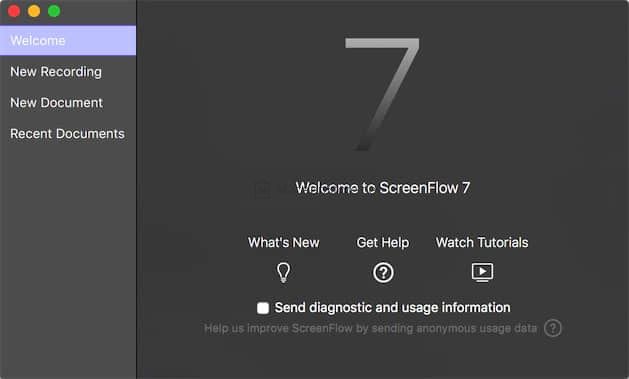 Welcome
New Recording
New Document
Recent Documents
7
Welcome to ScreenFlow 7
What's New
Get Help
Watch Tutorials
Send diagnostic and usage information
Help us improve ScreenFlow by sending anonymous usage data
?